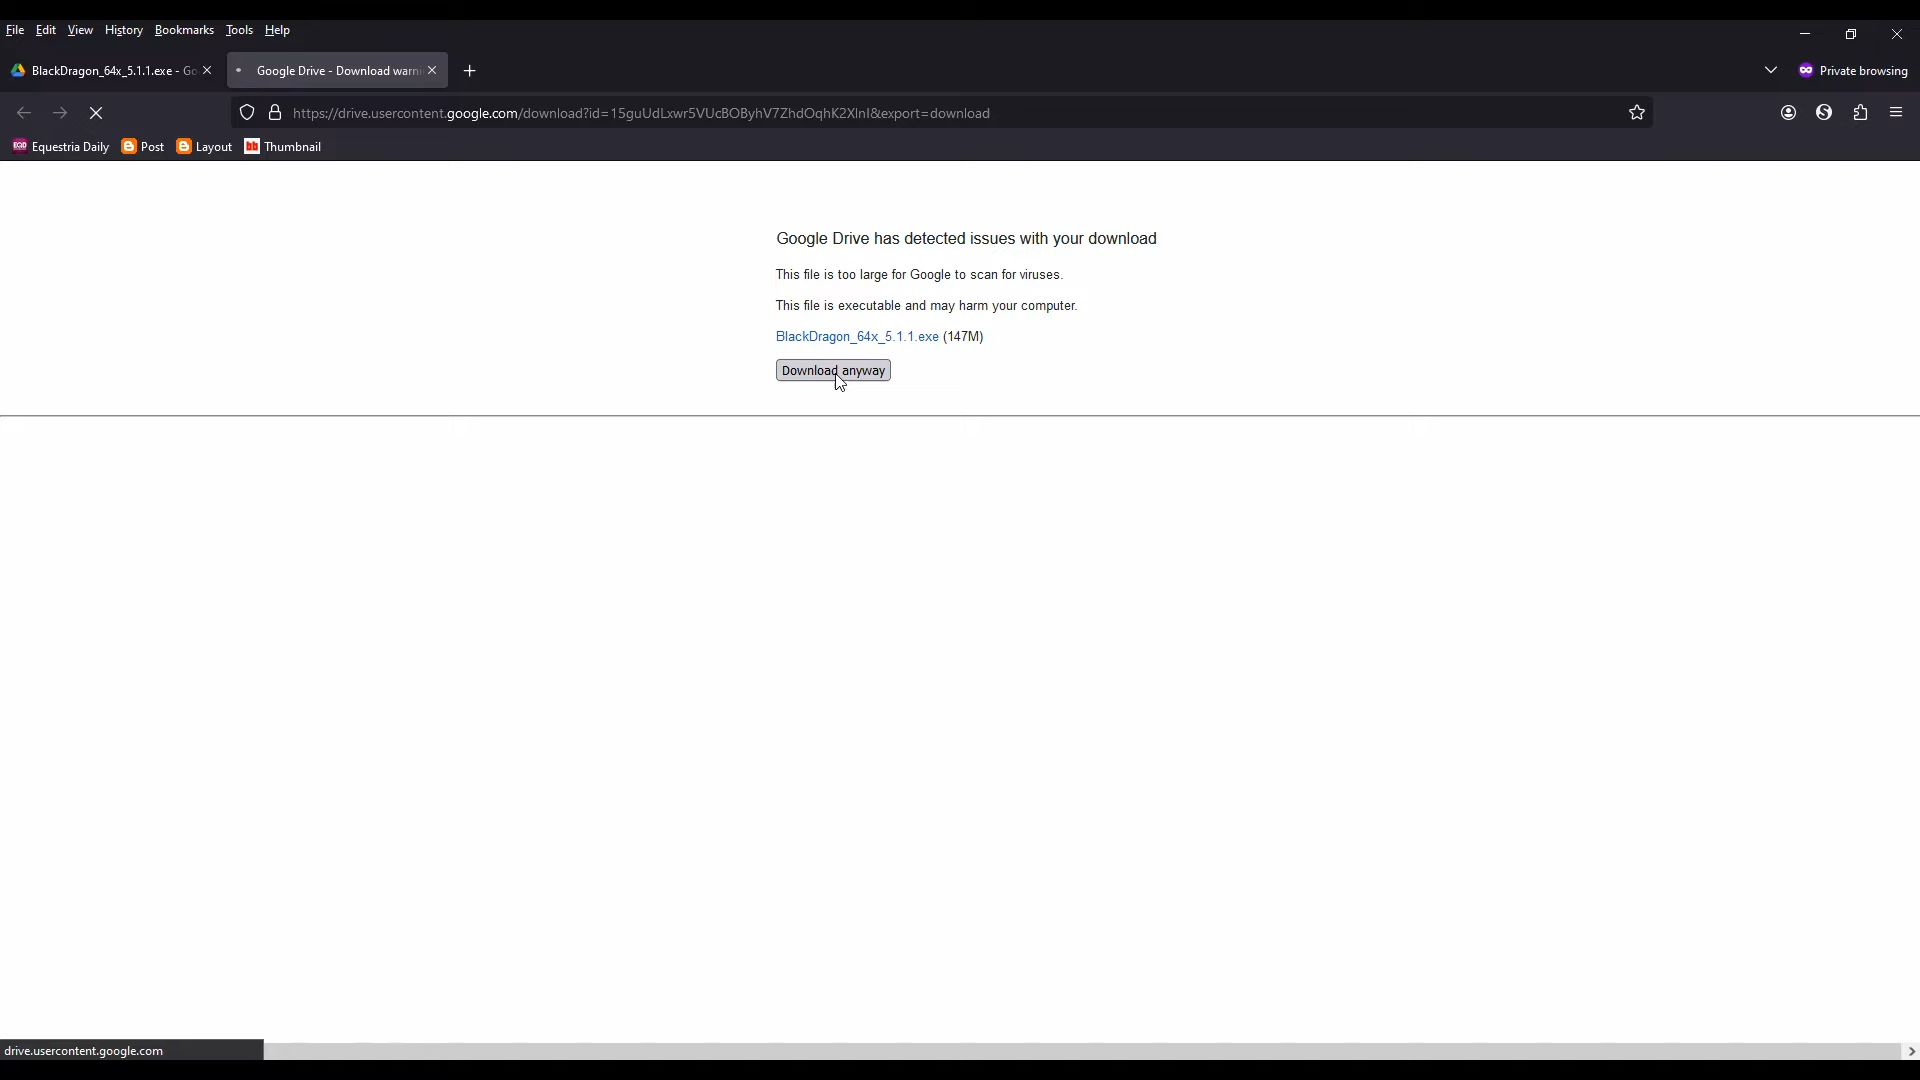 File Edit View History Bookmarks Tools Help
BlackDragon_64x_5.1.1.exe - Go
Google Drive - Download warni
Private browsing
https://drive.usercontent.google.com/download?id=15guUdLxwr5VUcBOByhV7ZhdOqhK2XlnI&export=download
EQD Equestria Daily Post Layout bb Thumbnail
Google Drive has detected issues with your download
This file is too large for Google to scan for viruses.
This file is executable and may harm your computer.
BlackDragon_64x_5.1.1.exe (147M)
Download anyway
drive.usercontent.google.com